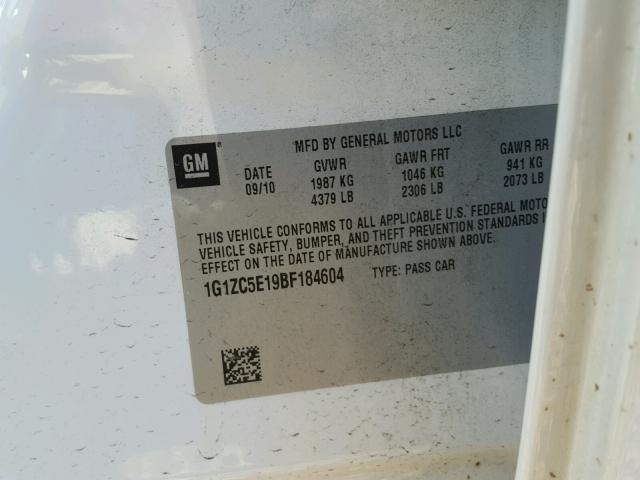 MFD BY GENERAL MOTORS LLC
GM
DATE GVWR GAWR FRT GAWR RR
09/10 1987 KG 1046 KG 941 KG
4379 LB 2306 LB 2073 LB
THIS VEHICLE CONFORMS TO ALL APPLICABLE U.S. FEDERAL MOTO
VEHICLE SAFETY, BUMPER, AND THEFT PREVENTION STANDARDS I
EFFECT ON THE DATE OF MANUFACTURE SHOWN ABOVE.
1G1ZC5E19BF184604 TYPE: PASS CAR